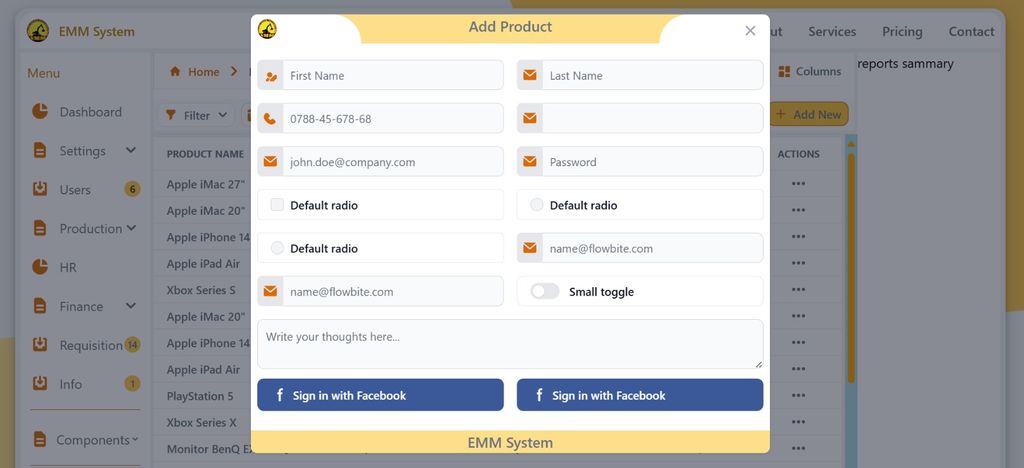 EMM System
Add Product
ut
Services
Pricing
Contact
Menu
Home
Columns
reports sammary
First Name
Last Name
Dashboard
Filter
0788-45-678-68
Add New
Settings
PRODUCT NAME
john.doe@company.com
Password
ACTIONS
Users
6
Apple iMac 27"
Default radio
Default radio
Apple iMac 20"
Production
Apple iPhone 14
Default radio
name@flowbite.com
HR
Apple iPad Air
Xbox Series S
name@flowbite.com
Small toggle
Finance
Apple iMac 20"
Requisition
14
Apple iPhone 14
Write your thoughts here...
Apple iPad Air
Info
1
PlayStation 5
Sign in with Facebook
Sign in with Facebook
Xbox Series X
Components
Monitor BenQ EX
EMM System